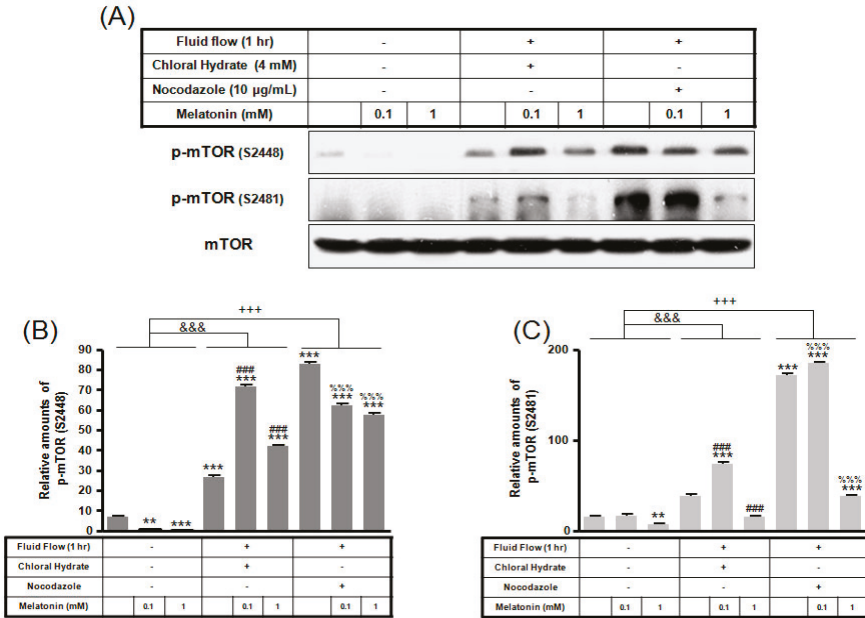 (A)
Fluid flow (1 hr) - + +
Chloral Hydrate (4 mM) - + -
Nocodazole (10 µg/mL) - - +
Melatonin (mM) 0.1 1 0.1 1 0.1 1
p-mTOR (S2448)
p-mTOR (S2481)
mTOR
(B)
+++
&&&
90
80
70
60
50
40
30
20
10
0
Relative amounts of
p-mTOR (S2448)
** *** *** ### *** ### *** *** %%% *** %%% ***
Fluid Flow (1 hr) - + +
Chloral Hydrate - + -
Nocodazole - - +
Melatonin (mM) 0.1 1 0.1 1 0.1 1
(C)
+++
&&&
200
100
0
Relative amounts of
p-mTOR (S2481)
** ### *** ### *** %%% *** %%% ***
Fluid Flow (1 hr) - + +
Chloral Hydrate - + -
Nocodazole - - +
Melatonin (mM) 0.1 1 0.1 1 0.1 1